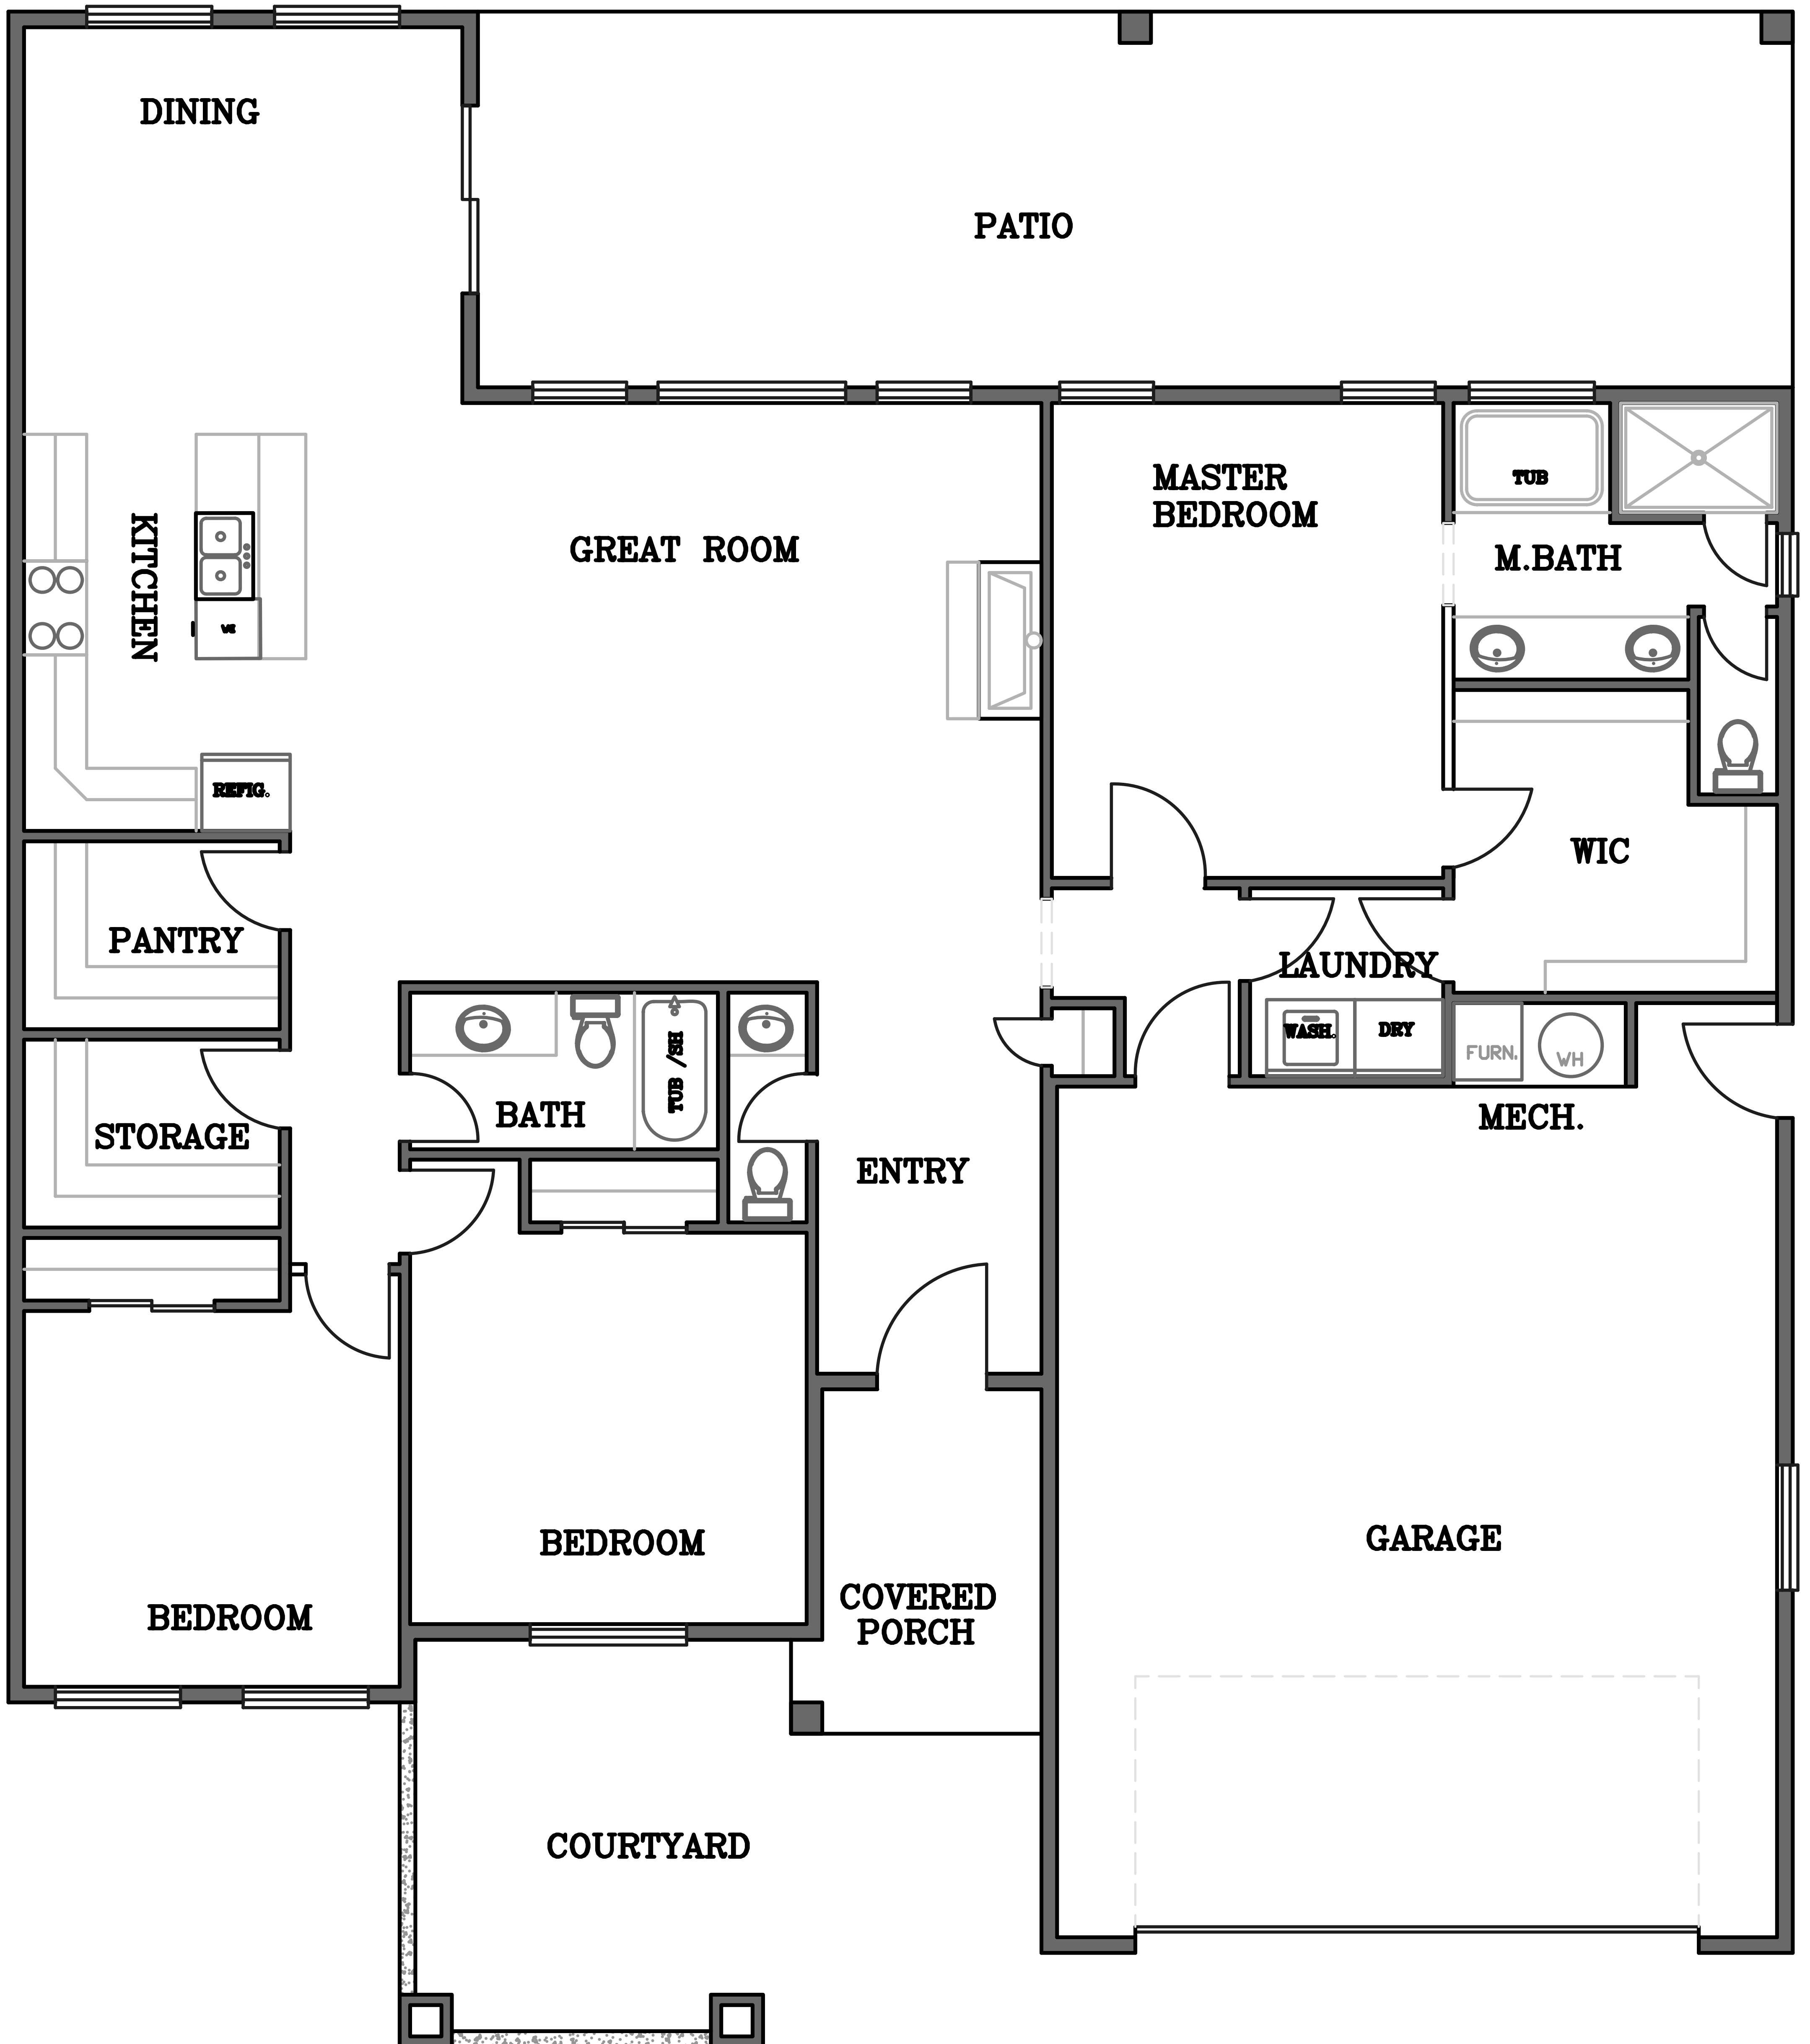 DINING
PATIO
MASTER
BEDROOM
TUB
GREAT ROOM
M.BATH
KITCHEN
REFIG.
WIC
PANTRY
LAUNDRY
WASH.
DRY
FURN.
WH
TUB /SH
BATH
MECH.
STORAGE
ENTRY
GARAGE
BEDROOM
COVERED
PORCH
BEDROOM
COURTYARD